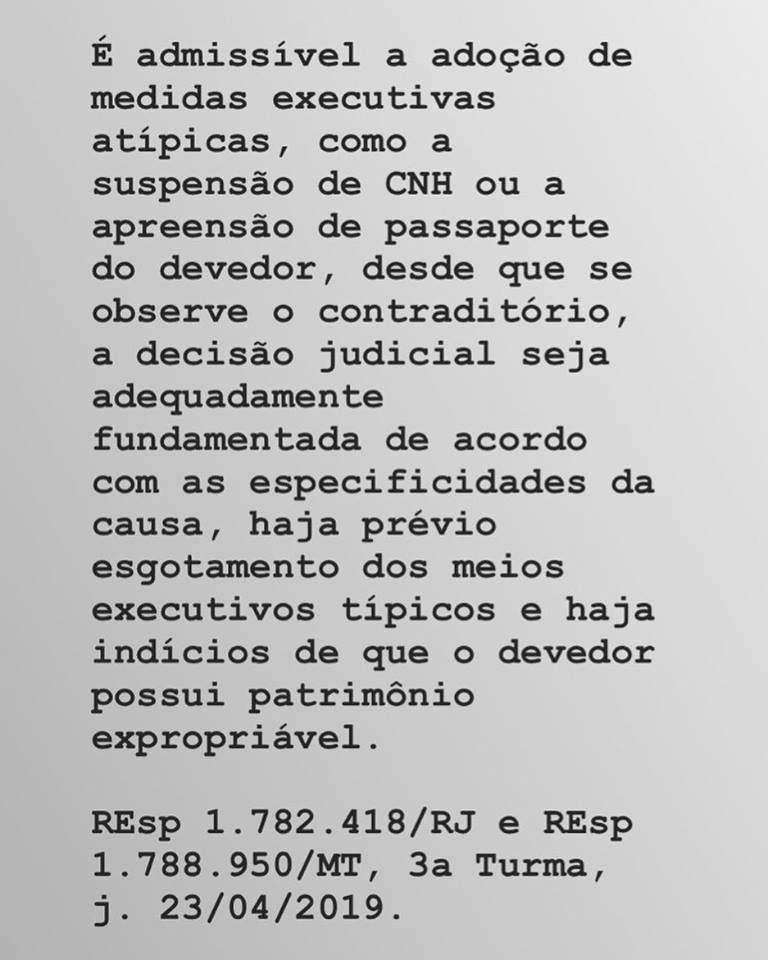 É admissível a adoção de
medidas executivas
atípicas, como a
suspensão de CNH ou a
apreensão de passaporte
do devedor, desde que se
observe o contraditório,
a decisão judicial seja
adequadamente
fundamentada de acordo
com as especificidades da
causa, haja prévio
esgotamento dos meios
executivos típicos e haja
indícios de que o devedor
possui patrimônio
expropriável.
REsp 1.782.418/RJ e REsp
1.788.950/MT, 3a Turma,
j. 23/04/2019.